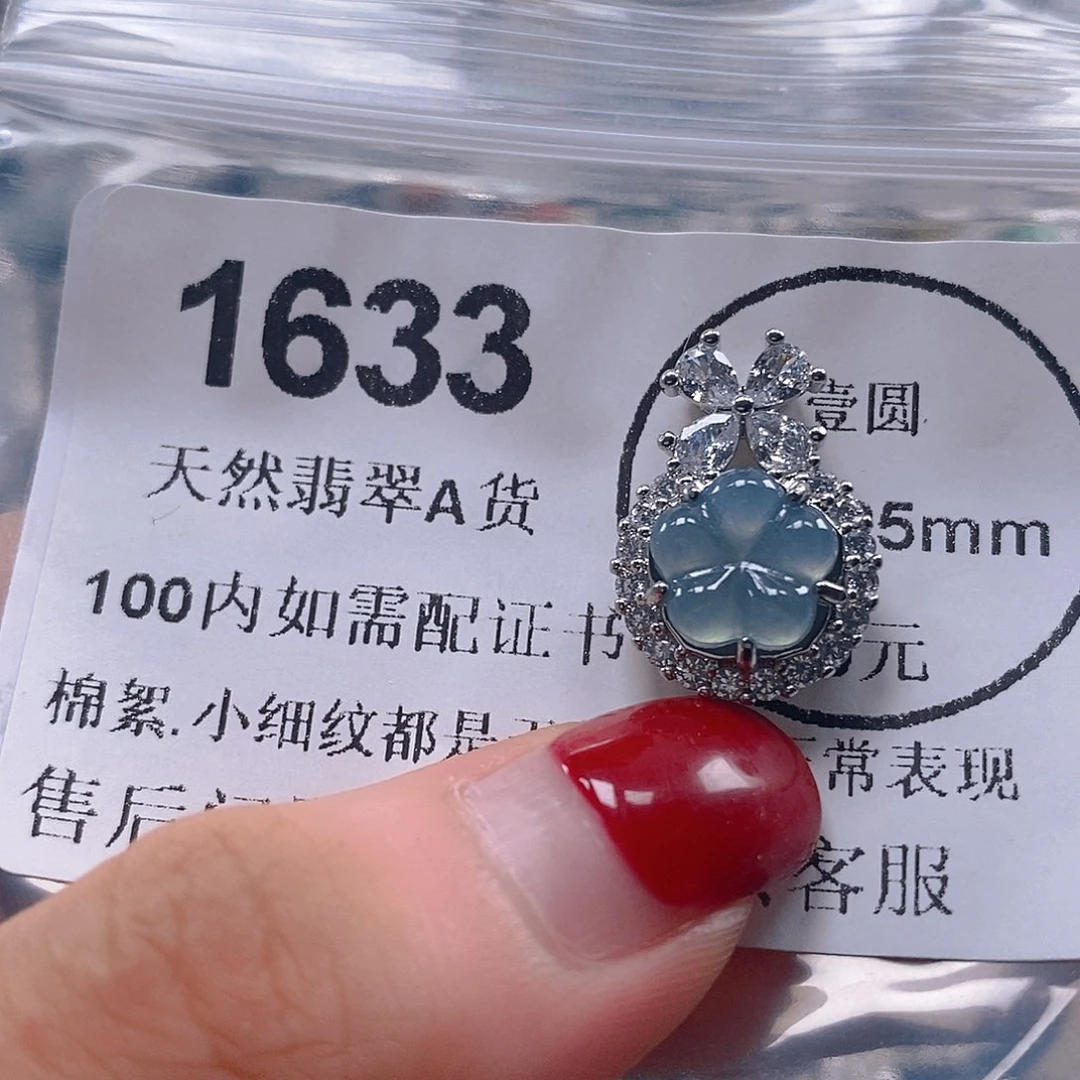 1633
壹圆
天然翡翠A货
5mm
100内如需配证书
元
棉絮.小细纹都是
常表现
售后
客服